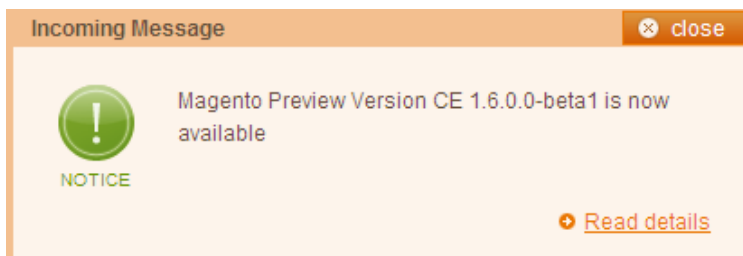 Incoming Message
close
Magento Preview Version CE 1.6.0.0-beta1 is now
available
NOTICE
Read details